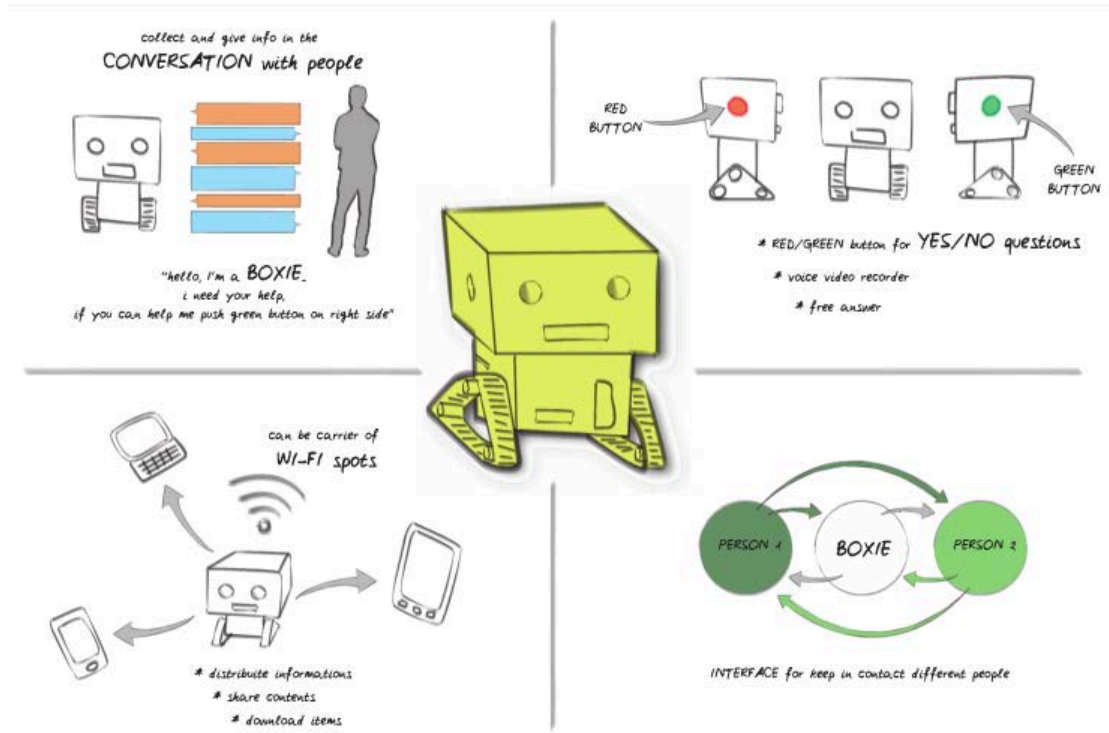 collect and give info in the
CONVERSATION with people
"hello, I'm a BOXIE.
i need your help,
if you can help me push green button on right side"
RED
BUTTON
GREEN
BUTTON
* RED/GREEN button for YES/NO questions
* voice video recorder
* free answer
can be carrier of
WI-FI spots
* distribuite informations
* share contents
* download items
PERSON 1
BOXIE
PERSON 2
INTERFACE for keep in contact different people